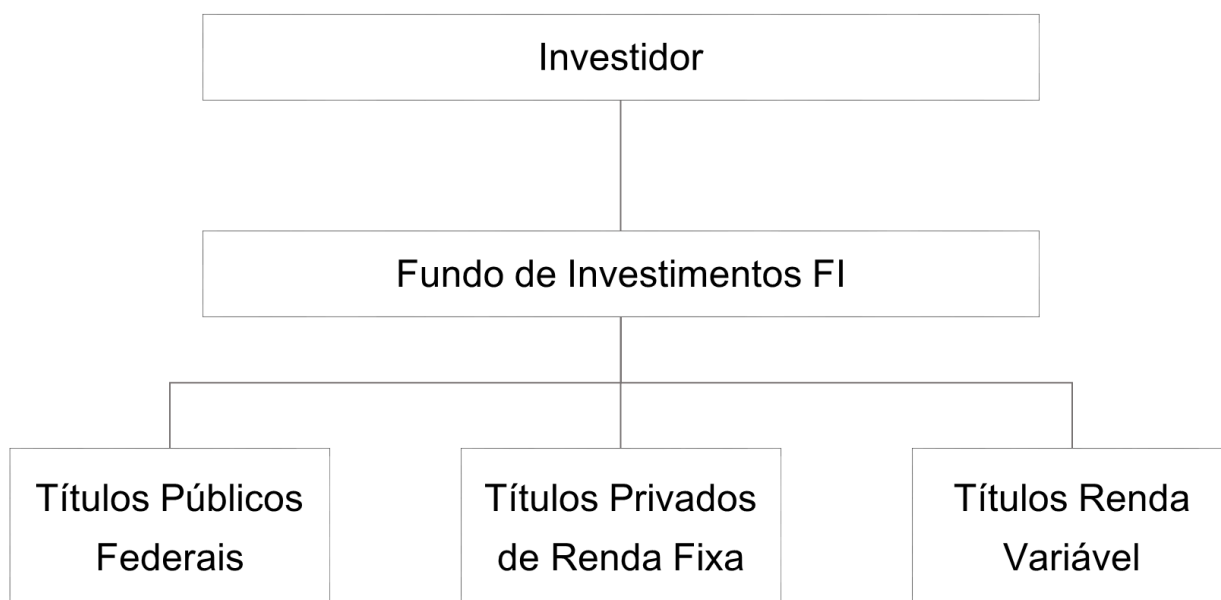 Investidor
Fundo de Investimentos FI
Títulos Públicos
Federais
Títulos Privados
de Renda Fixa
Títulos Renda
Variável